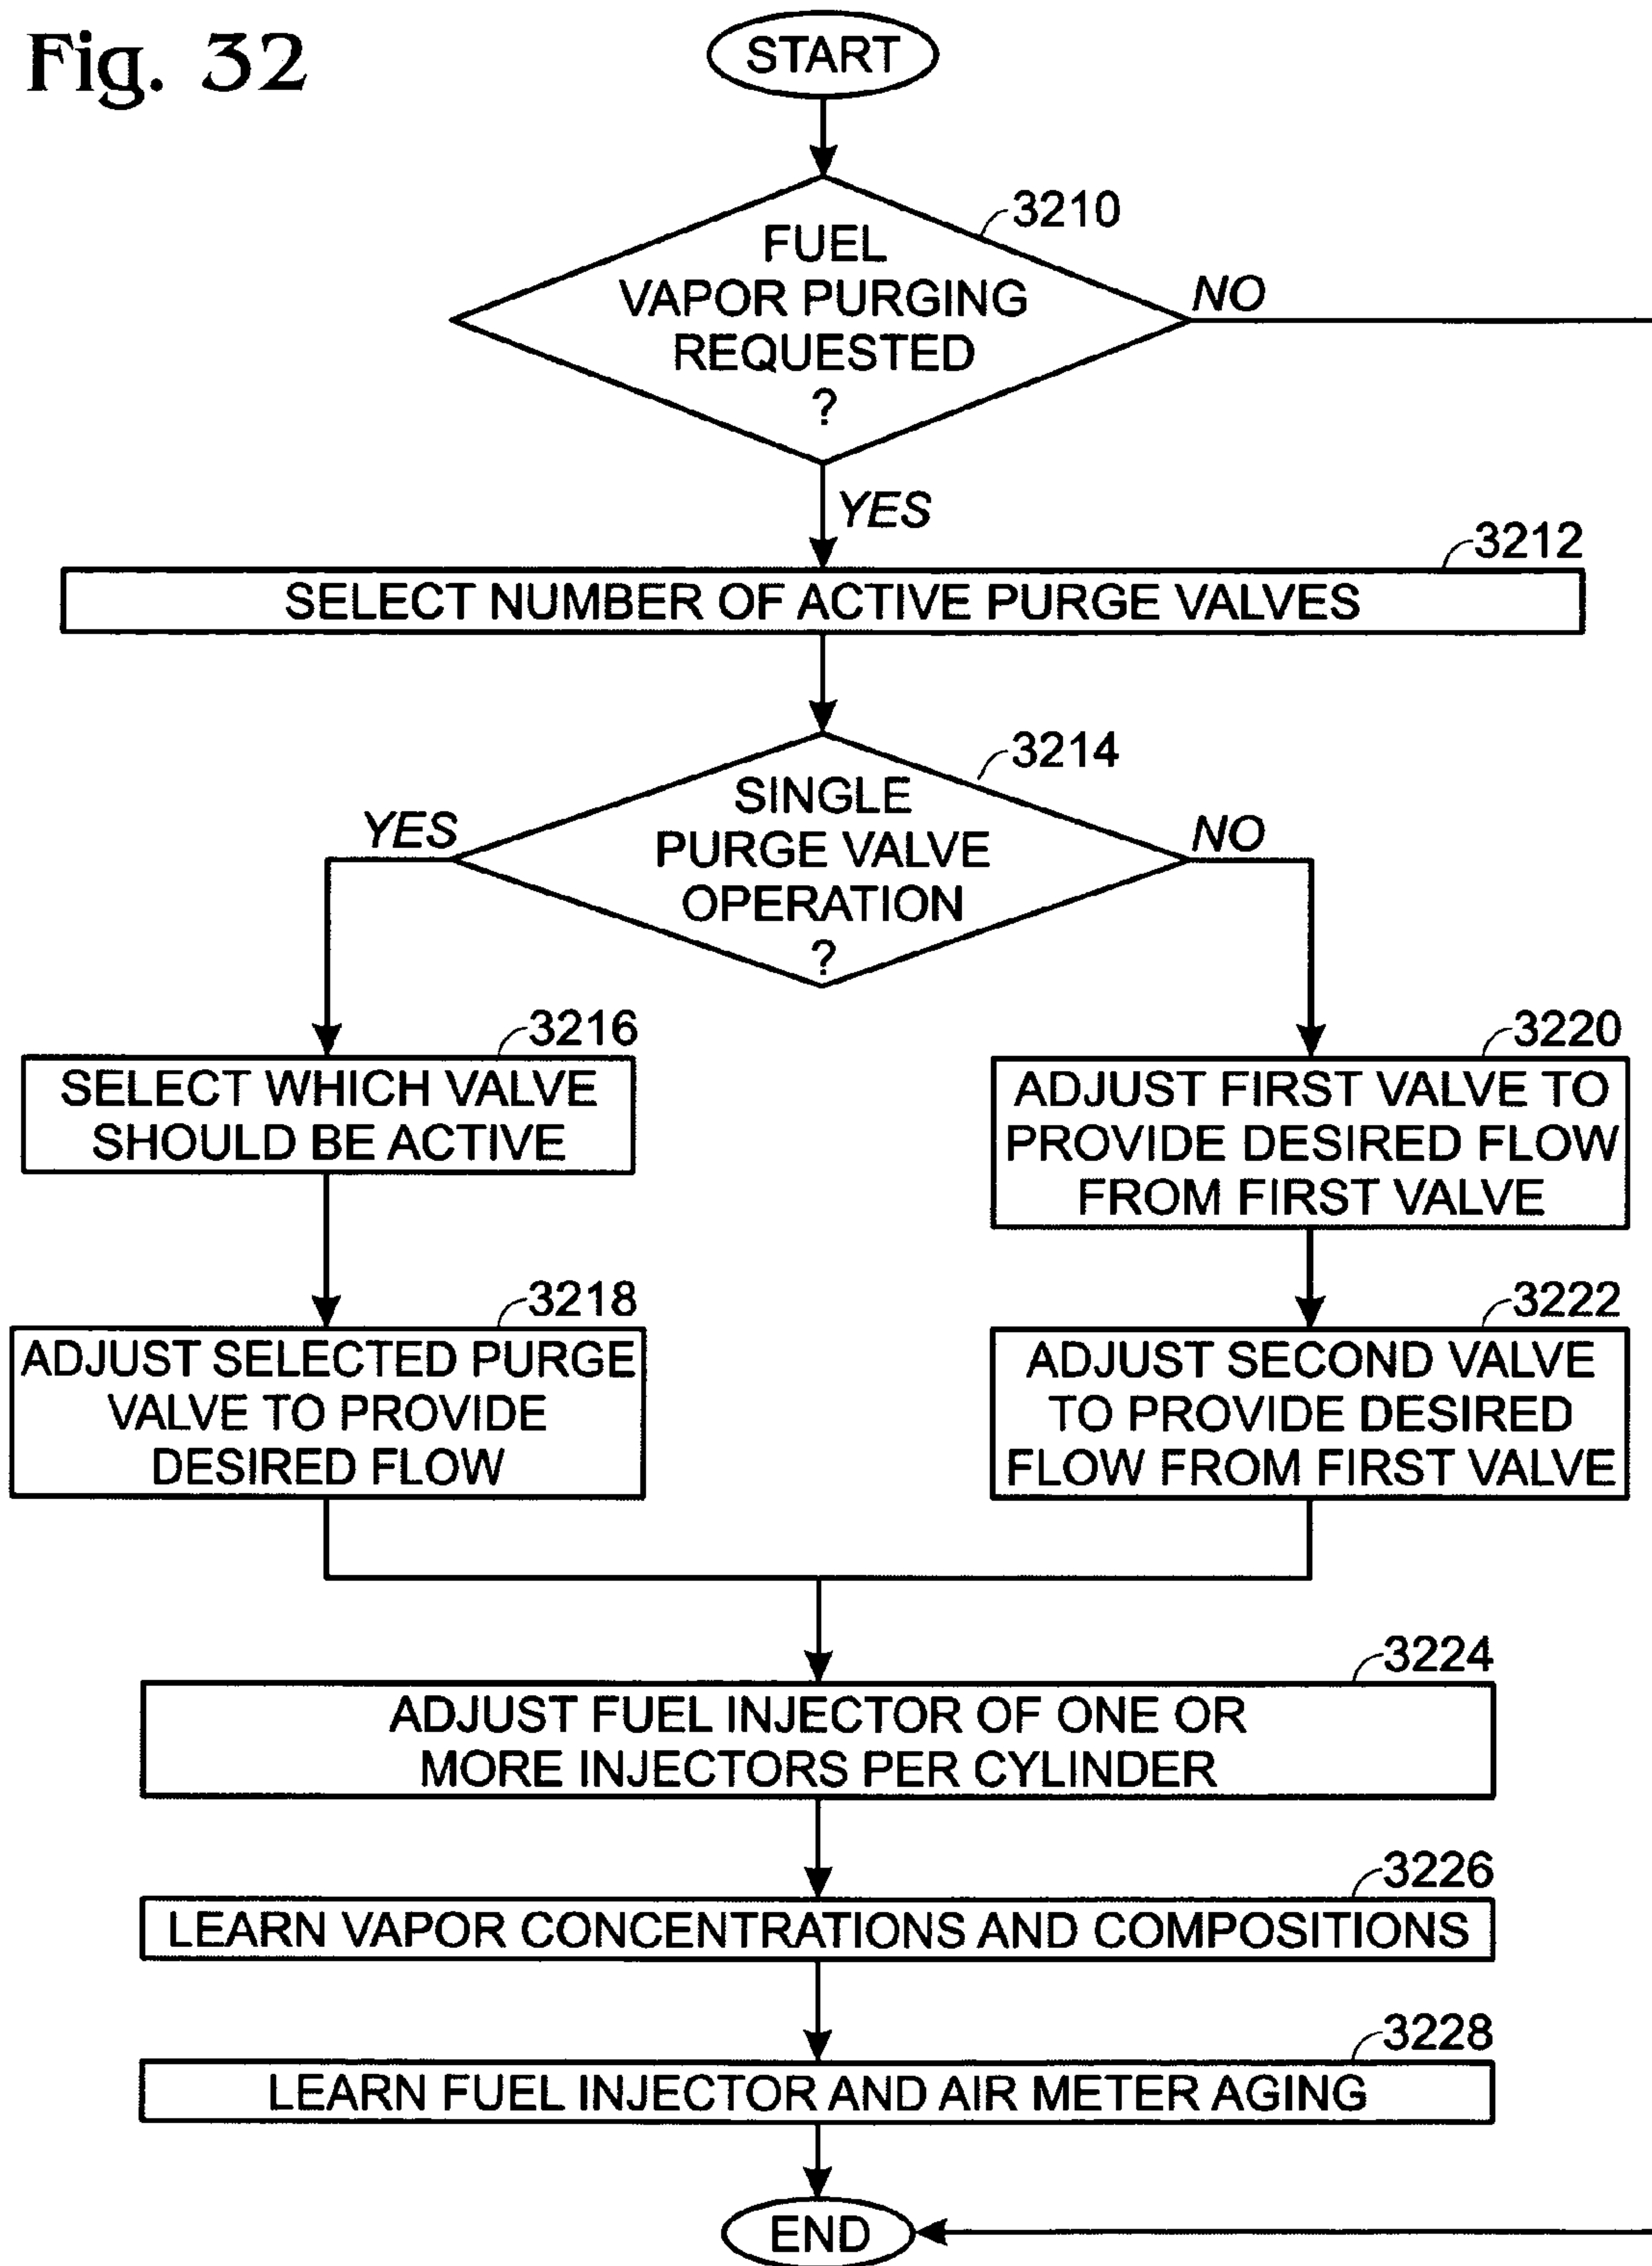 Fig. 32
START
3210
FUEL
VAPOR PURGING
REQUESTED
?
NO
YES
3212
SELECT NUMBER OF ACTIVE PURGE VALVES
3214
SINGLE
PURGE VALVE
OPERATION
?
YES
NO
3216
SELECT WHICH VALVE
SHOULD BE ACTIVE
3218
ADJUST SELECTED PURGE
VALVE TO PROVIDE
DESIRED FLOW
3220
ADJUST FIRST VALVE TO
PROVIDE DESIRED FLOW
FROM FIRST VALVE
3222
ADJUST SECOND VALVE
TO PROVIDE DESIRED
FLOW FROM FIRST VALVE
3224
ADJUST FUEL INJECTOR OF ONE OR
MORE INJECTORS PER CYLINDER
3226
LEARN VAPOR CONCENTRATIONS AND COMPOSITIONS
3228
LEARN FUEL INJECTOR AND AIR METER AGING
END